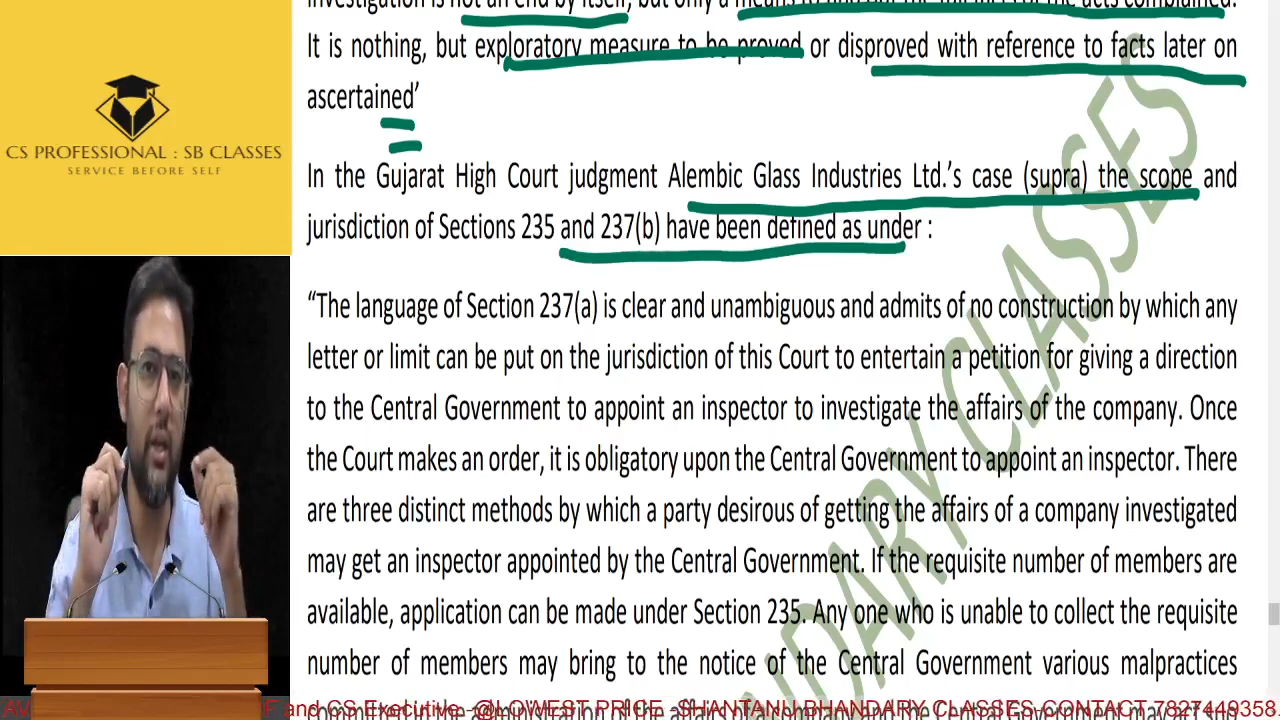 investigation is not an end by itself, but only a means to find out the
It is nothing, but exploratory measure to be proved or disproved with reference to facts later on
ascertained’
In the Gujarat High Court judgment Alembic Glass Industries Ltd.’s case (supra) the scope and
jurisdiction of Sections 235 and 237(b) have been defined as under :
“The language of Section 237(a) is clear and unambiguous and admits of no construction by which any
letter or limit can be put on the jurisdiction of this Court to entertain a petition for giving a direction
to the Central Government to appoint an inspector to investigate the affairs of the company. Once
the Court makes an order, it is obligatory upon the Central Government to appoint an inspector. There
are three distinct methods by which a party desirous of getting the affairs of a company investigated
may get an inspector appointed by the Central Government. If the requisite number of members are
available, application can be made under Section 235. Any one who is unable to collect the requisite
number of members may bring to the notice of the Central Government various malpractices
CS PROFESSIONAL : SB CLASSES
SERVICE BEFORE SELF
NDARY CLASSES
and CS Executive - @LOWEST PRICE - SHANTANU BHANDARY CLASSES-CONTACT-7827449358